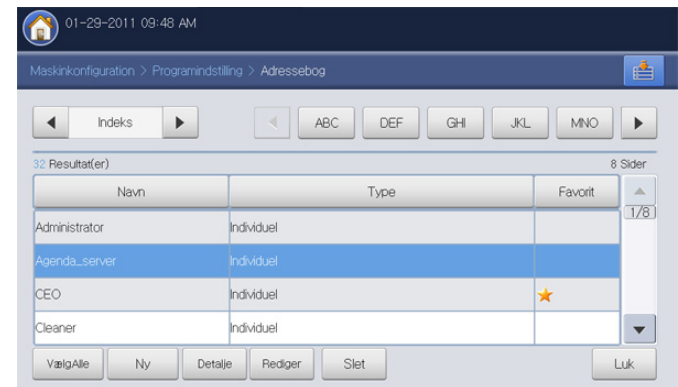 01-29-2011 09:48 AM
Maskinkonfiguration > Programindstilling > Adressebog
Indeks ABC DEF GHI JKL MNO
32 Resultat(er) 8 Sider
Navn Type Favorit
1/8
Administrator Individuel
Agenda_server Individuel
CEO Individuel
Cleaner Individuel
VælgAlle Ny Detalje Rediger Slet Luk